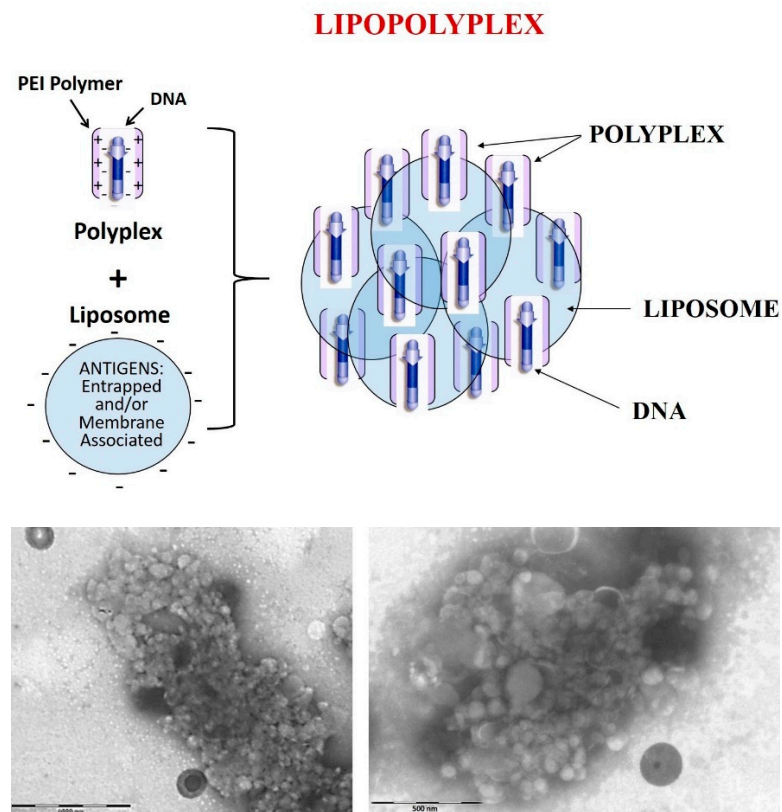 LIPOPOLYPLEX
PEI Polymer
DNA
Polyplex
+
Liposome
ANTIGENS:
Entrapped
and/or
Membrane
Associated
POLYPLEX
LIPOSOME
DNA
500 nm